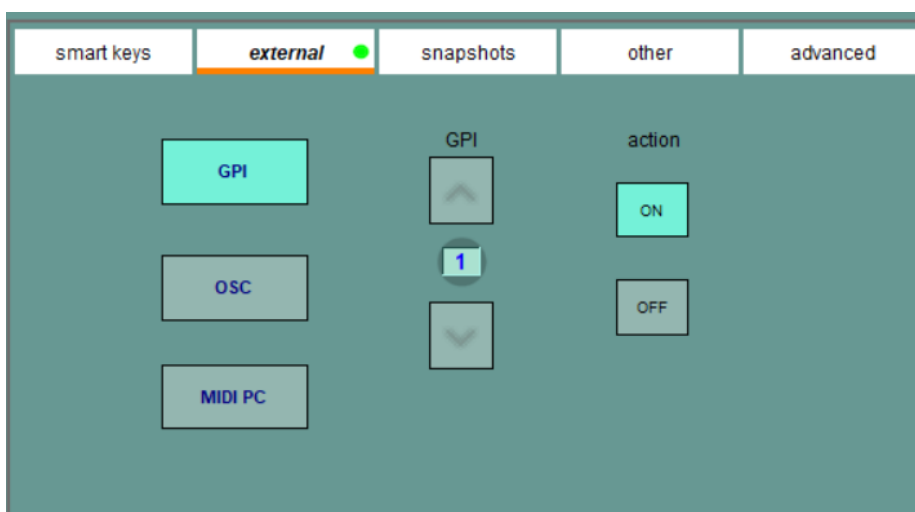 smart keys
external
snapshots
other
advanced
GPI
action
GPI
ON
1
OSC
OFF
MIDI PC